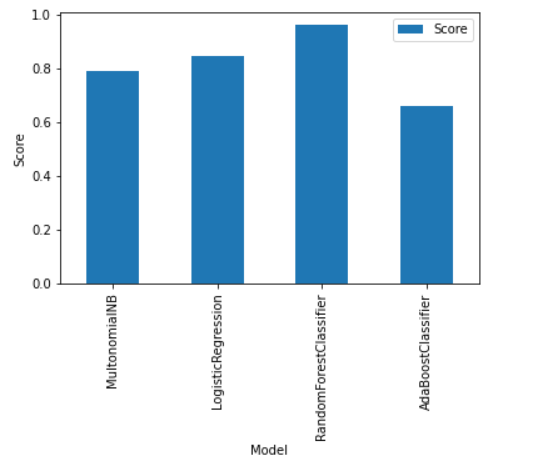 1.0
0.8
0.6
0.4
0.2
0.0
Score
Score
MultonomialNB
LogisticRegression
RandomForestClassifier
AdaBoostClassifier
Model